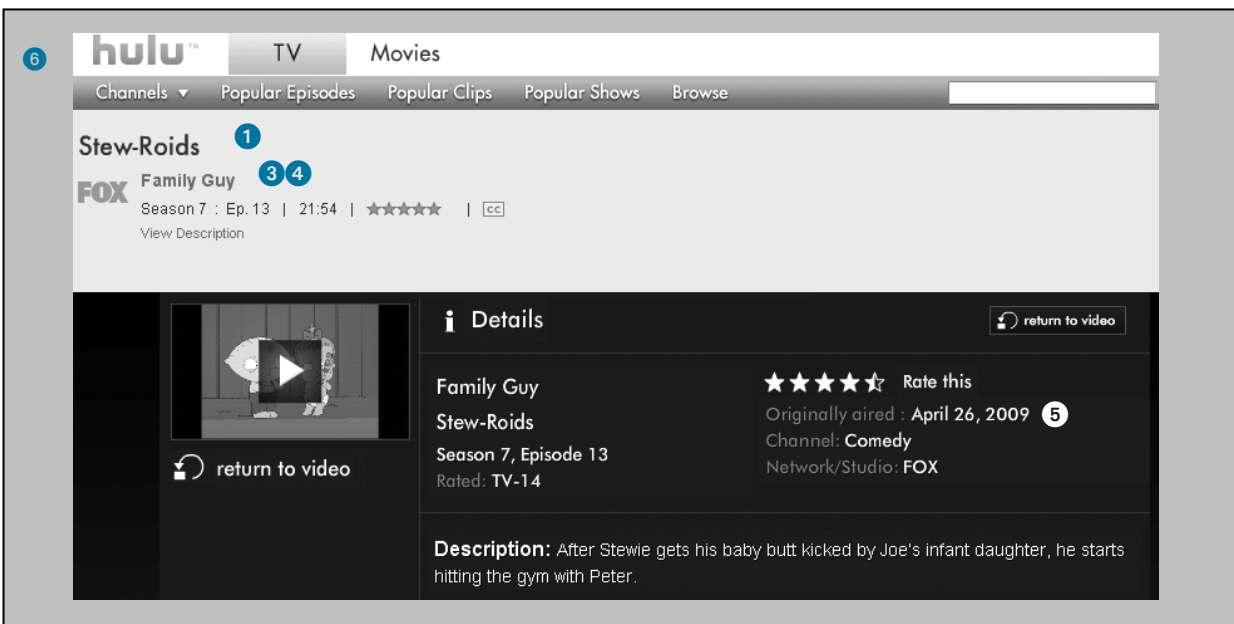 6
hulu™ TV Movies
Channels ▼ Popular Episodes Popular Clips Popular Shows Browse
Stew-Roids 1
FOX
Family Guy 3 4
Season 7 : Ep. 13 | 21:54 | ★★★★★ | CC
View Description
i Details
return to video
Family Guy
Stew-Roids
Season 7, Episode 13
Rated: TV-14
Rate this
Originally aired : April 26, 2009 5
Channel: Comedy
Network/Studio: FOX
return to video
Description: After Stewie gets his baby butt kicked by Joe's infant daughter, he starts
hitting the gym with Peter.